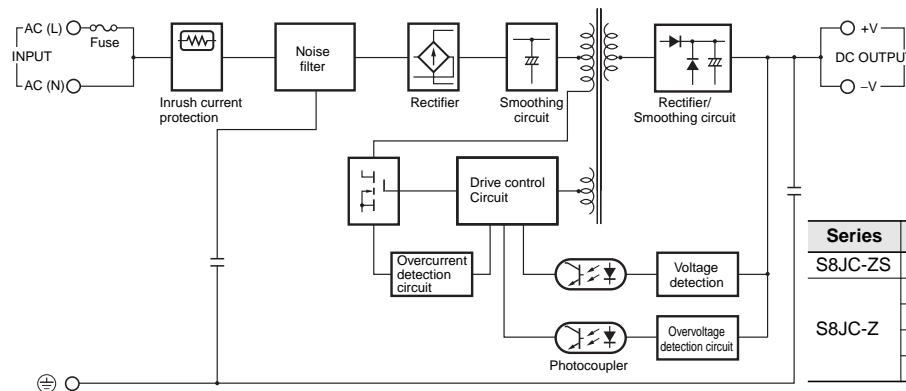 AC (L)
Fuse
INPUT
AC (N)
Inrush current
protection
Noise
filter
Rectifier
Smoothing
circuit
Rectifier/
Smoothing circuit
+V
DC OUTPUT
–V
Drive control
Circuit
Overcurrent
detection
circuit
Voltage
detection
Overvoltage
detection circuit
Photocoupler
Series
S8JC-ZS
S8JC-Z